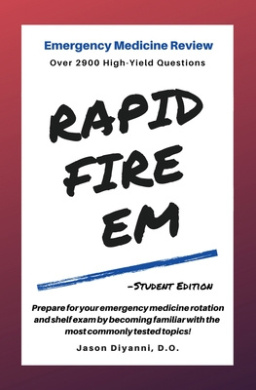 Emergency Medicine Review
Over 2900 High-Yield Questions
RAPID
FIRE
EM
-STUDENT EDITION
Prepare for your emergency medicine rotation
and shelf exam by becoming familiar with the
most commonly tested topics!
Jason Diyanni, D.O.